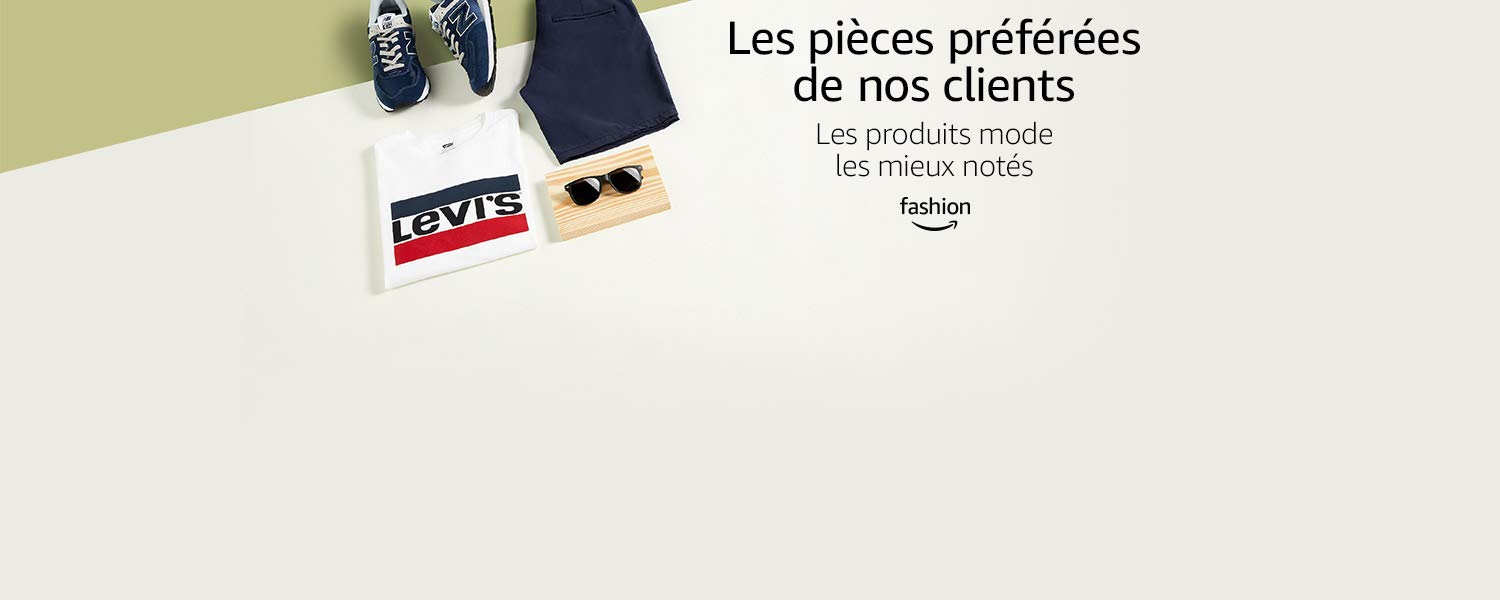 Les pièces préférées
de nos clients
Les produits mode
les mieux notés
fashion
LEVI'S
N